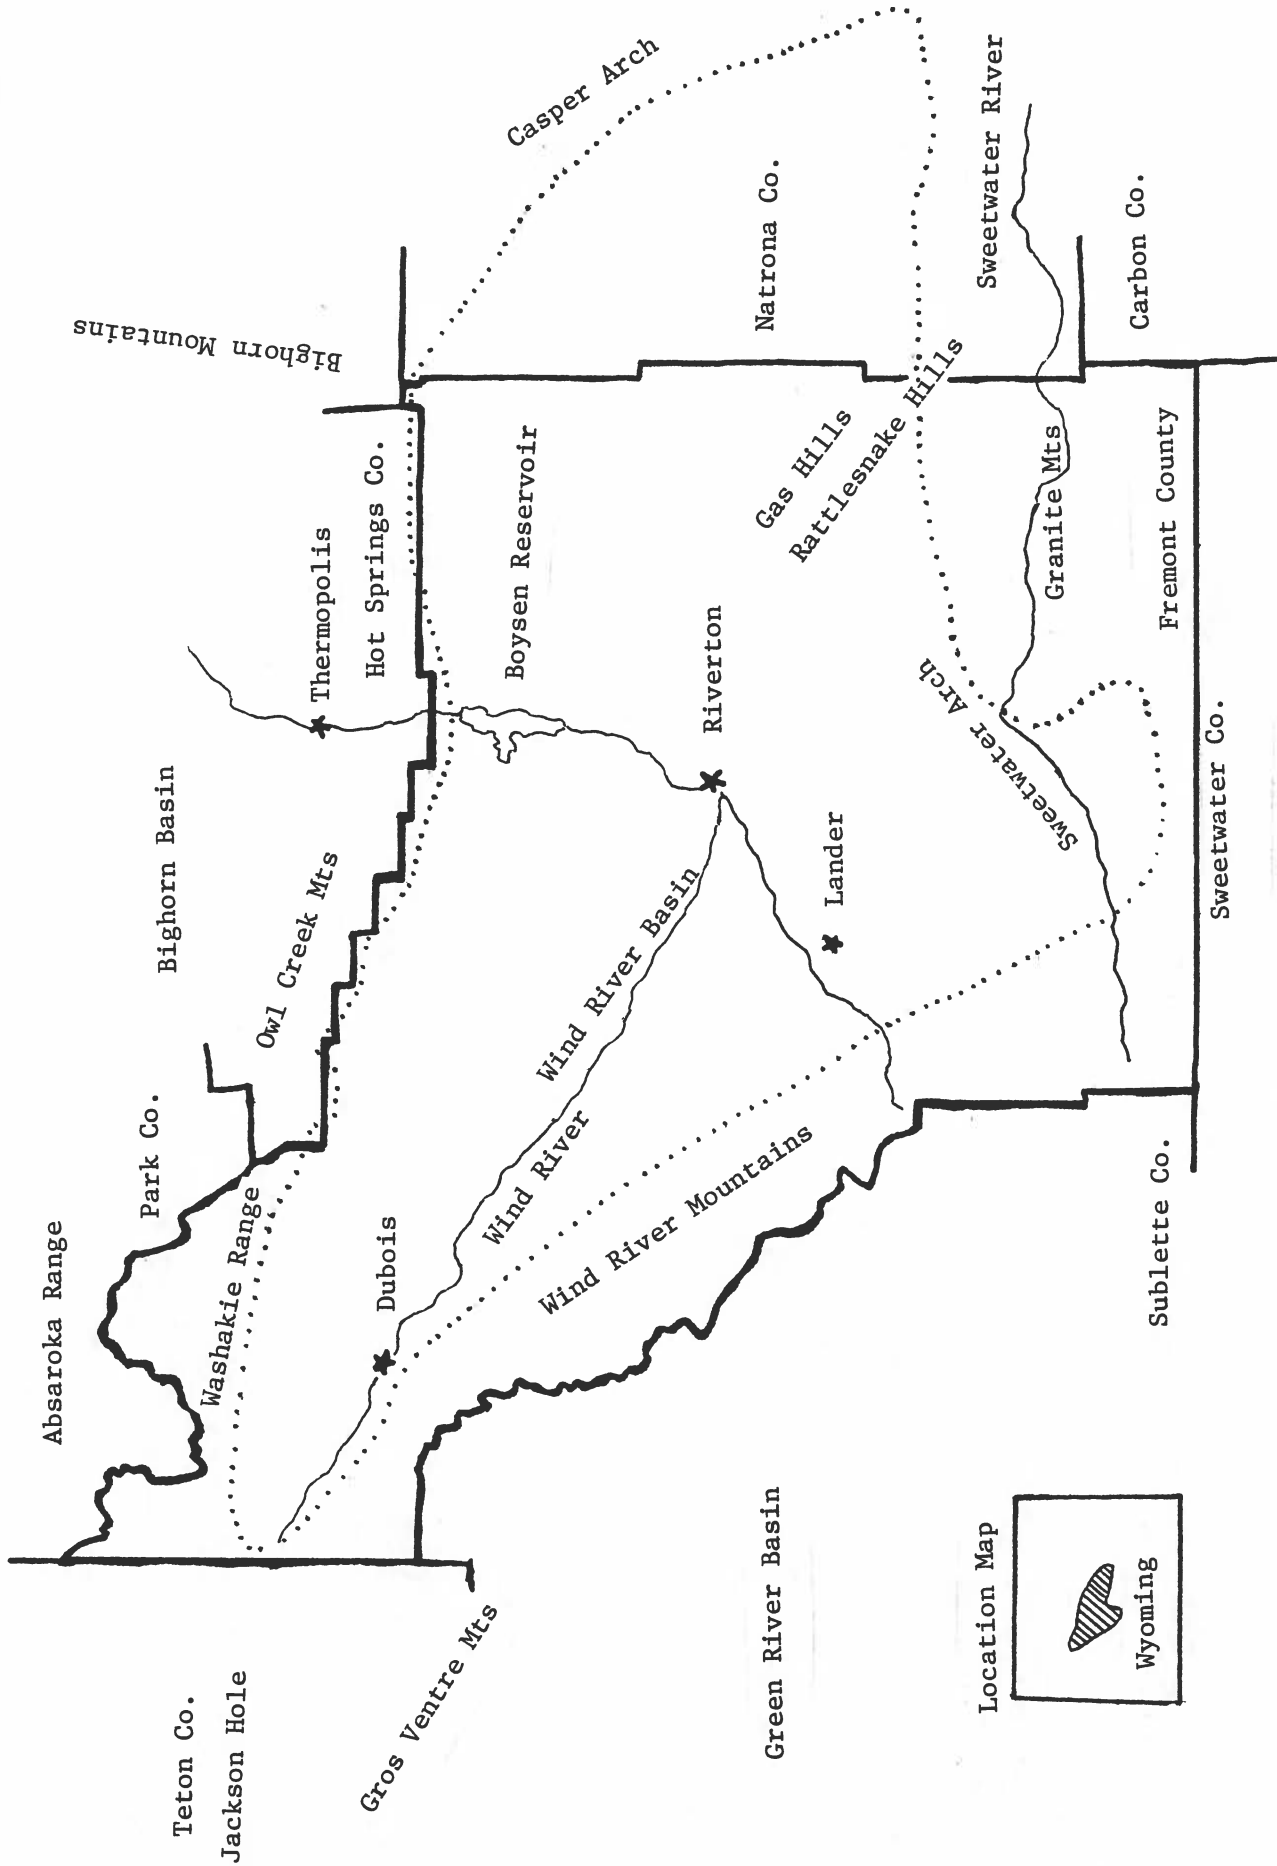 Absaroka Range
Park Co.
Bighorn Basin
Bighorn Mountains
Teton Co.
Jackson Hole
Washakie Range
Owl Creek Mts
Thermopolis
Hot Springs Co.
Casper Arch
Gros Ventre Mts
Dubois
Wind River
Wind River Basin
Boysen Reservoir
Wind River Mountains
Riverton
Natrona Co.
Gas Hills
Rattlesnake Hills
Lander
Green River Basin
Sweetwater Arch
Sweetwater River
Granite Mts
Sublette Co.
Fremont County
Carbon Co.
Sweetwater Co.
Location Map
Wyoming